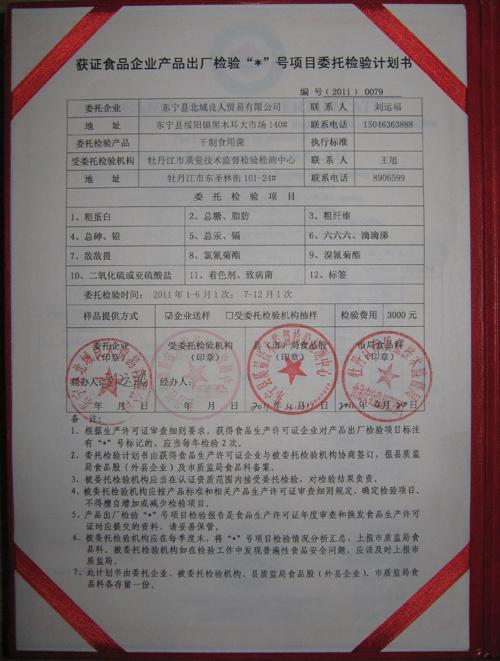 获证食品企业产品出厂检验“*”号项目委托检验计划书
编 号(2011) 0079
委托企业 东宁县北域良人贸易有限公司 联 系 人 刘运福
地 址 东宁县绥阳镇黑木耳大市场140# 联系电话 15046363888
委托检验产品 干制食用菌 执行标准
受委托检验机构 牡丹江市质量技术监督检验检测中心 联 系 人 王旭
地 址 牡丹江市东圣林街101-24# 联系电话 8906599
委 托 检 验 项 目
1、粗蛋白 2、总糖、脂肪 3、粗纤维
4、总砷、铅 5、总汞、镉 6、六六六、滴滴涕
7、敌敌畏 8、氯氰菊酯 9、溴氰菊酯
10、二氧化硫或亚硫酸盐 11、着色剂、致病菌 12、标签
委托检验时间: 2011年1-6月1次; 7-12月1次
样品提供方式 ☑企业送样 □受委托检验机构抽样 检验费用 3000元
委托企业 受委托检验机构 县(市)局食品股 市局食品科
(印章) (印章) (印章) (印章)
经办人: 经办人:
年 月 日 年 月 日
备 注:
1、根据生产许可证审查细则要求,获得食品生产许可证企业对产品出厂检验项目标注
有“*”号标记的,应当每年检验2次。
2、委托检验计划书由获得食品生产许可证企业与被委托检验机构协商签订,报县质监
局食品股(外县企业)及市质监局食品科备案。
3、被委托检验机构应当在认证资质范围内接受委托检验,对检验结果负责。
4、被委托检验机构应按产品标准和相关产品生产许可证审查细则规定,确定检验项目,
不得擅自增加或减少检验项目。
5、产品出厂检验“*”号项目检验报告是食品生产许可证年度审查和换发食品生产许可
证时应提交的资料,请妥善保管。
6、被委托检验机构应在每季度末,将“*”号项目检验情况分析汇总,上报市质监局食
品科。被委托检验机构如在检验工作中发现普遍性食品安全问题,应该及时上报市
质监局。
7、此计划书由委托企业、被委托检验机构、县质监局食品股(外县企业)、市质监局食
品科各存留一份。